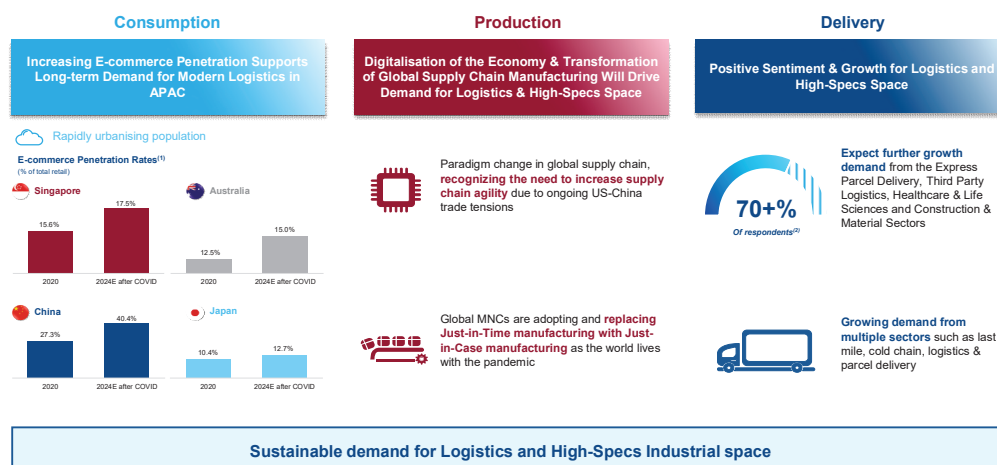 Consumption
Increasing E-commerce Penetration Supports
Long-term Demand for Modern Logistics in
APAC
Rapidly urbanising population
E-commerce Penetration Rates(1)
(% of total retail)
Singapore
15.6%
17.5%
2020
2024E after COVID
Australia
12.5%
15.0%
2020
2024E after COVID
China
27.3%
40.4%
2020
2024E after COVID
Japan
10.4%
12.7%
2020
2024E after COVID
Production
Digitalisation of the Economy & Transformation
of Global Supply Chain Manufacturing Will Drive
Demand for Logistics & High-Specs Space
Paradigm change in global supply chain,
recognizing the need to increase supply
chain agility due to ongoing US-China
trade tensions
Global MNCs are adopting and replacing
Just-in-Time manufacturing with Just-
in-Case manufacturing as the world lives
with the pandemic
Delivery
Positive Sentiment & Growth for Logistics and
High-Specs Space
70+%
Of respondents(2)
Expect further growth
demand from the Express
Parcel Delivery, Third Party
Logistics, Healthcare & Life
Sciences and Construction &
Material Sectors
Growing demand from
multiple sectors such as last
mile, cold chain, logistics &
parcel delivery
Sustainable demand for Logistics and High-Specs Industrial space